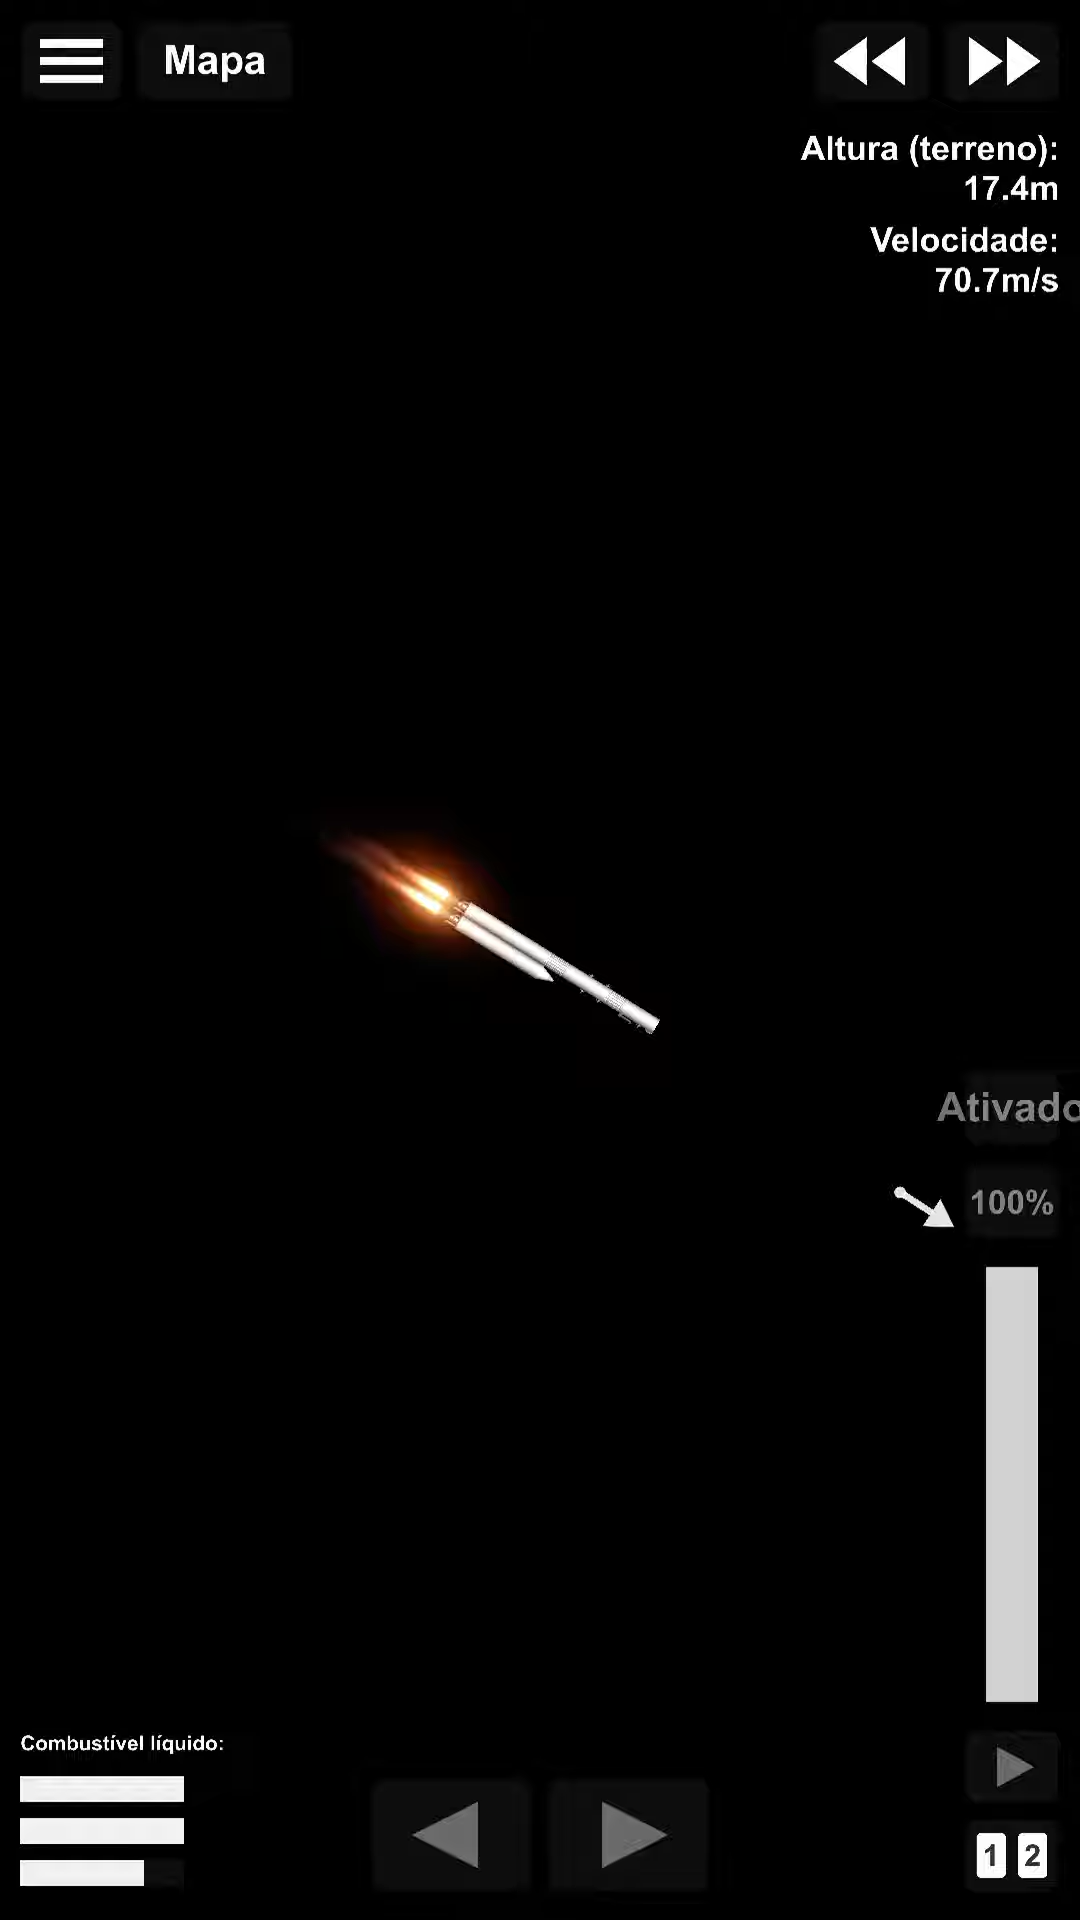 Mapa
Altura (terreno):
17.4m
Velocidade:
70.7m/s
Ativado
100%
Combustível líquido:
1 2